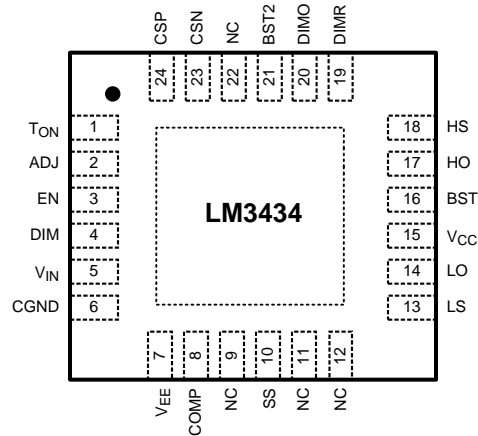 CSP CSN NC BST2 DIMO DIMR
24 23 22 21 20 19
TON 1 18 HS
ADJ 2 17 HO
EN 3 16 BST
LM3434
DIM 4 15 VCC
VIN 5 14 LO
CGND 6 13 LS
7 8 9 10 11 12
VEE COMP NC SS NC NC